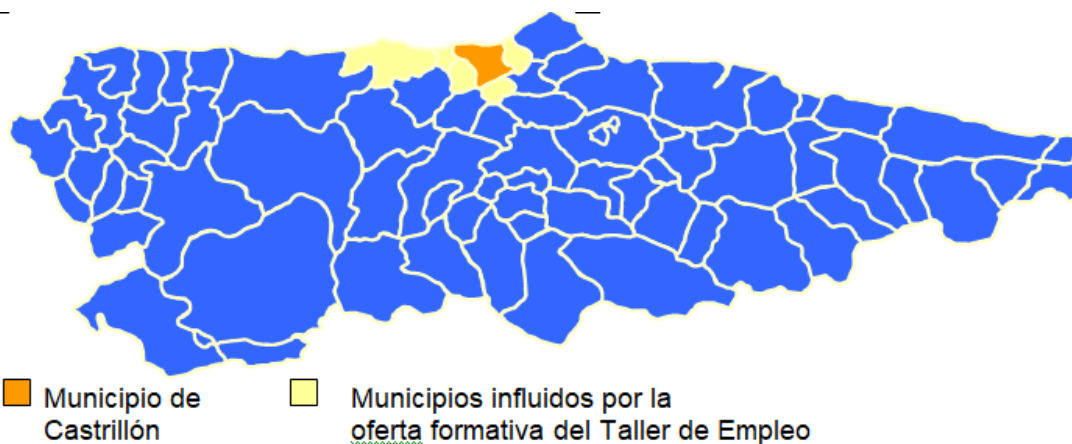 Municipio de
Castrillón
Municipios influidos por la
oferta formativa del Taller de Empleo